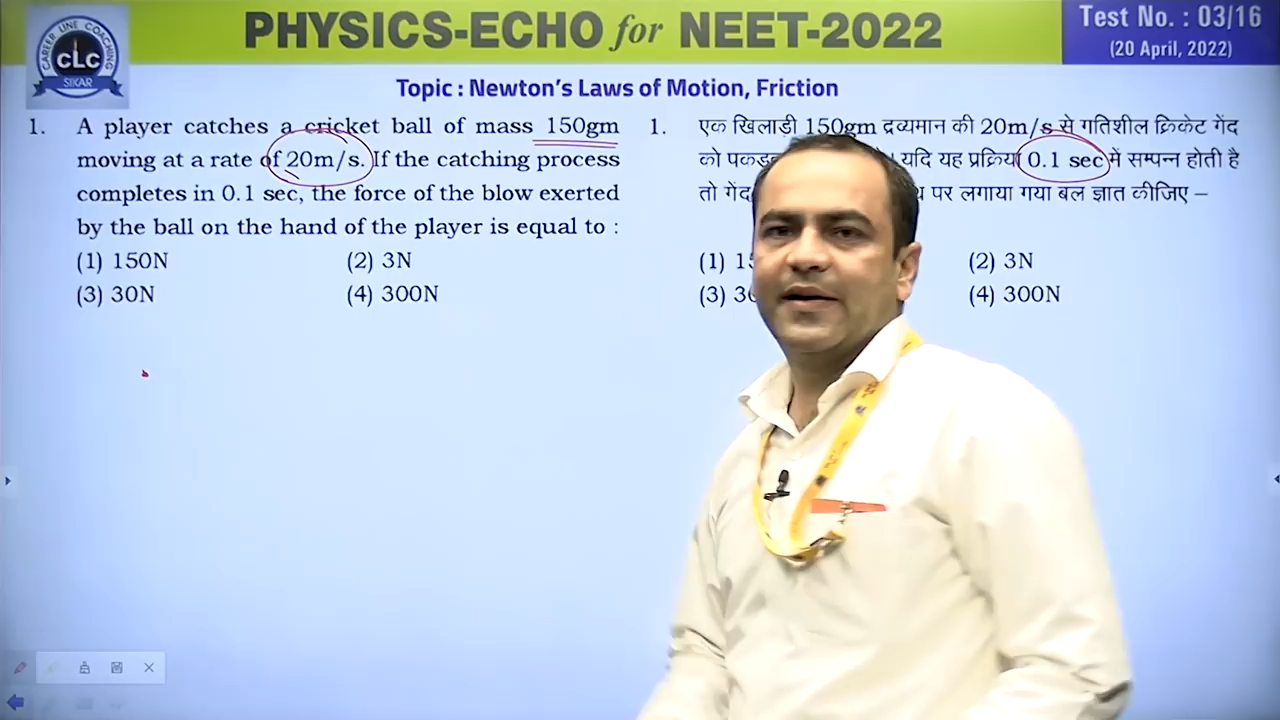 PHYSICS-ECHO for NEET-2022
Test No. : 03/16
(20 April, 2022)
CAREER LINE COACHING
CLC
SIKAR
Topic : Newton's Laws of Motion, Friction
1. A player catches a cricket ball of mass 150gm
moving at a rate of 20m/s. If the catching process
completes in 0.1 sec, the force of the blow exerted
by the ball on the hand of the player is equal to :
(1) 150N (2) 3N
(3) 30N (4) 300N
1. एक खिलाड़ी 150gm द्रव्यमान की 20m/s से गतिशील क्रिकेट गेंद
को यदि यह प्रक्रिया 0.1 sec में सम्पन्न होती है
तो गेंद पर लगाया गया बल ज्ञात कीजिए –
(1) (2) 3N
(3) (4) 300N